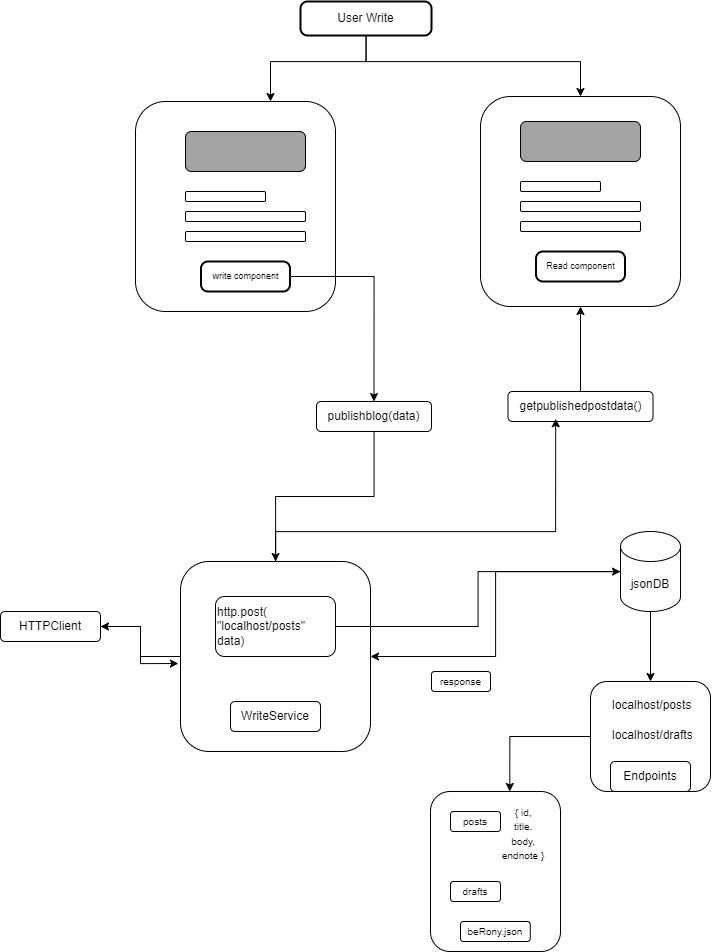 User Write
write component
Read component
publishblog(data)
getpublishedpostdata()
http.post(
"localhost/posts"
data)
jsonDB
HTTPClient
response
WriteService
localhost/posts
localhost/drafts
Endpoints
posts
{ id,
title.
body,
endnote }
drafts
beRony.json